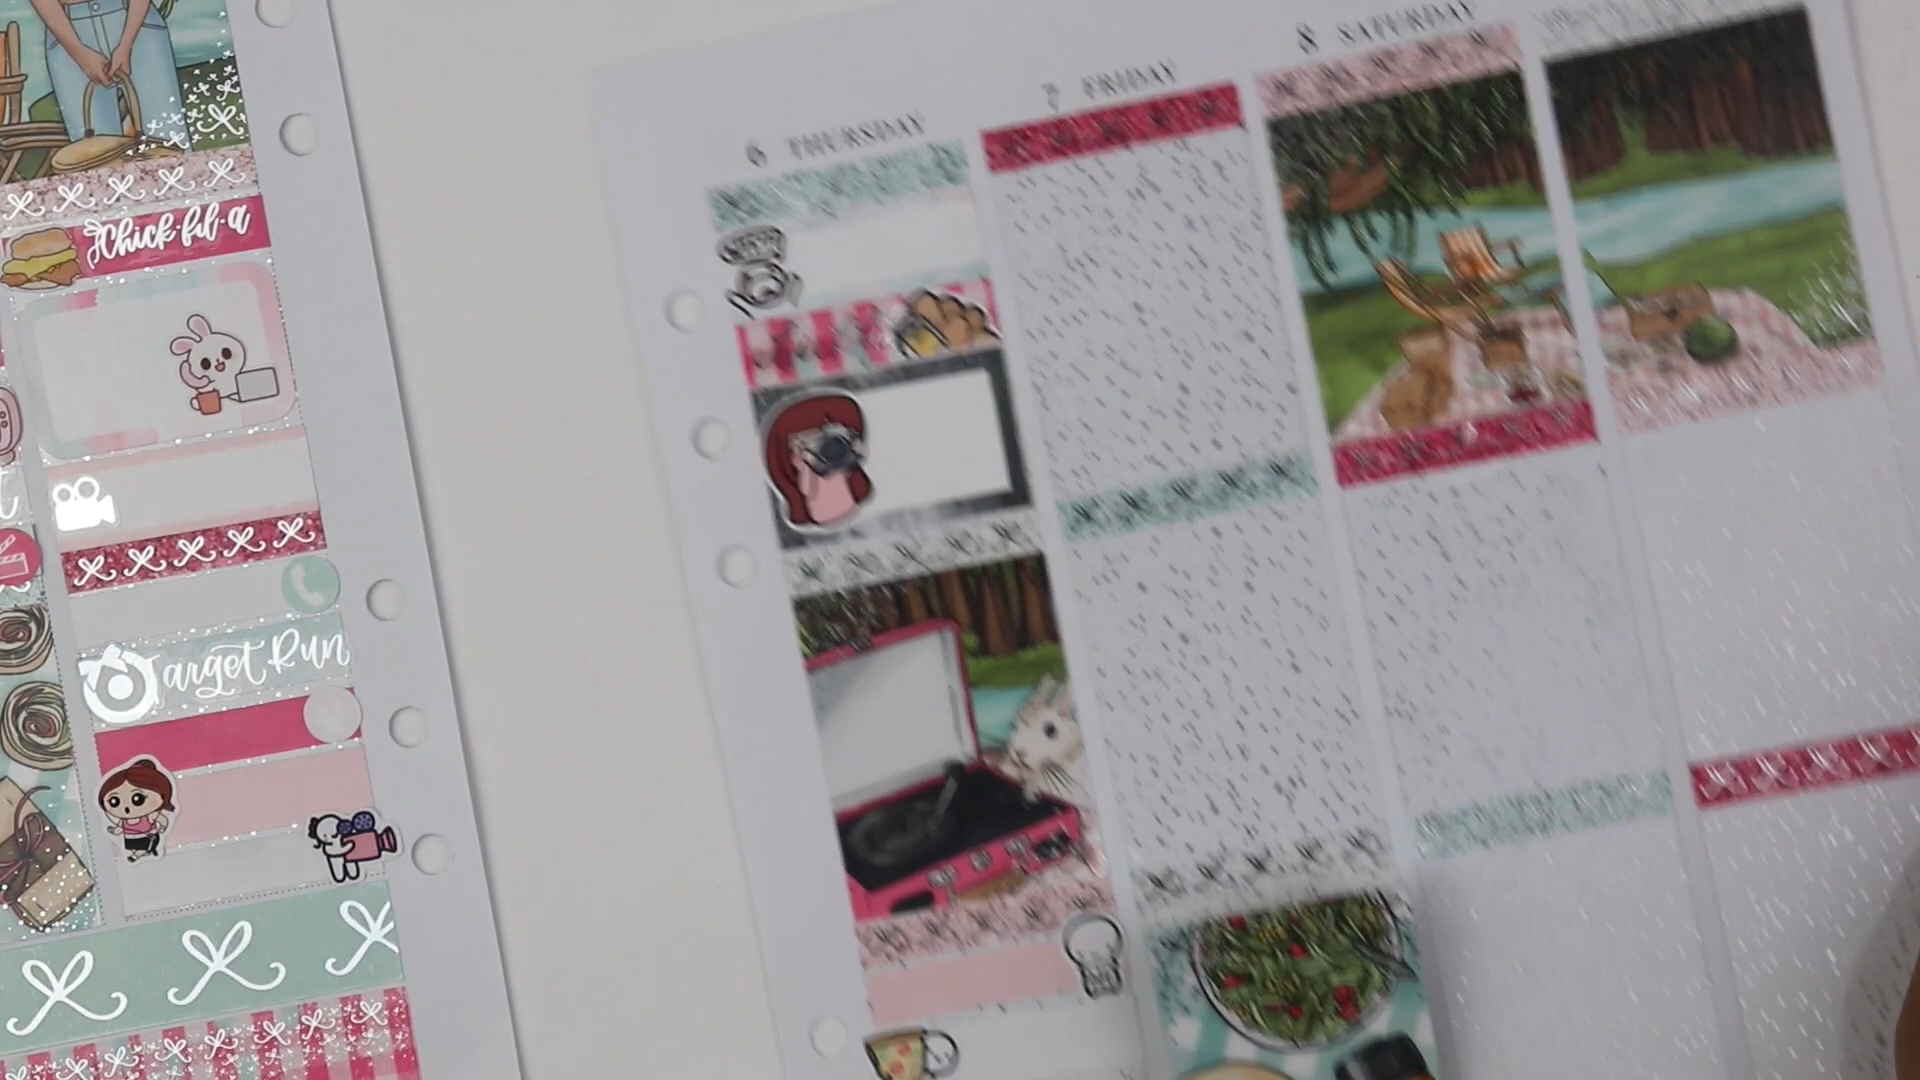 Chick-fil-A
Target Run
6 THURSDAY
7 FRIDAY
8 SATURDAY